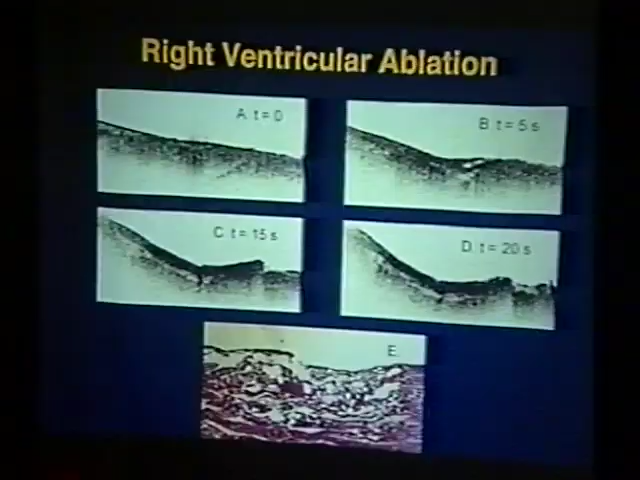 Right Ventricular Ablation
A. t = 0
B. t = 5 s
C. t = 15 s
D. t = 20 s
E.